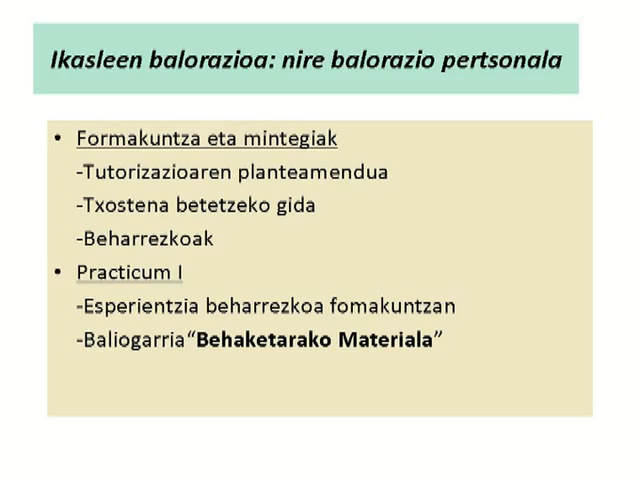 Ikasleen balorazioa: nire balorazio pertsonala
• Formakuntza eta mintegiak
-Tutorizazioaren planteamendua
-Txostena betetzeko gida
-Beharrezkoak
• Practicum I
-Esperientzia beharrezkoa fomakuntzan
-Baliogarria“Behaketarako Materiala”